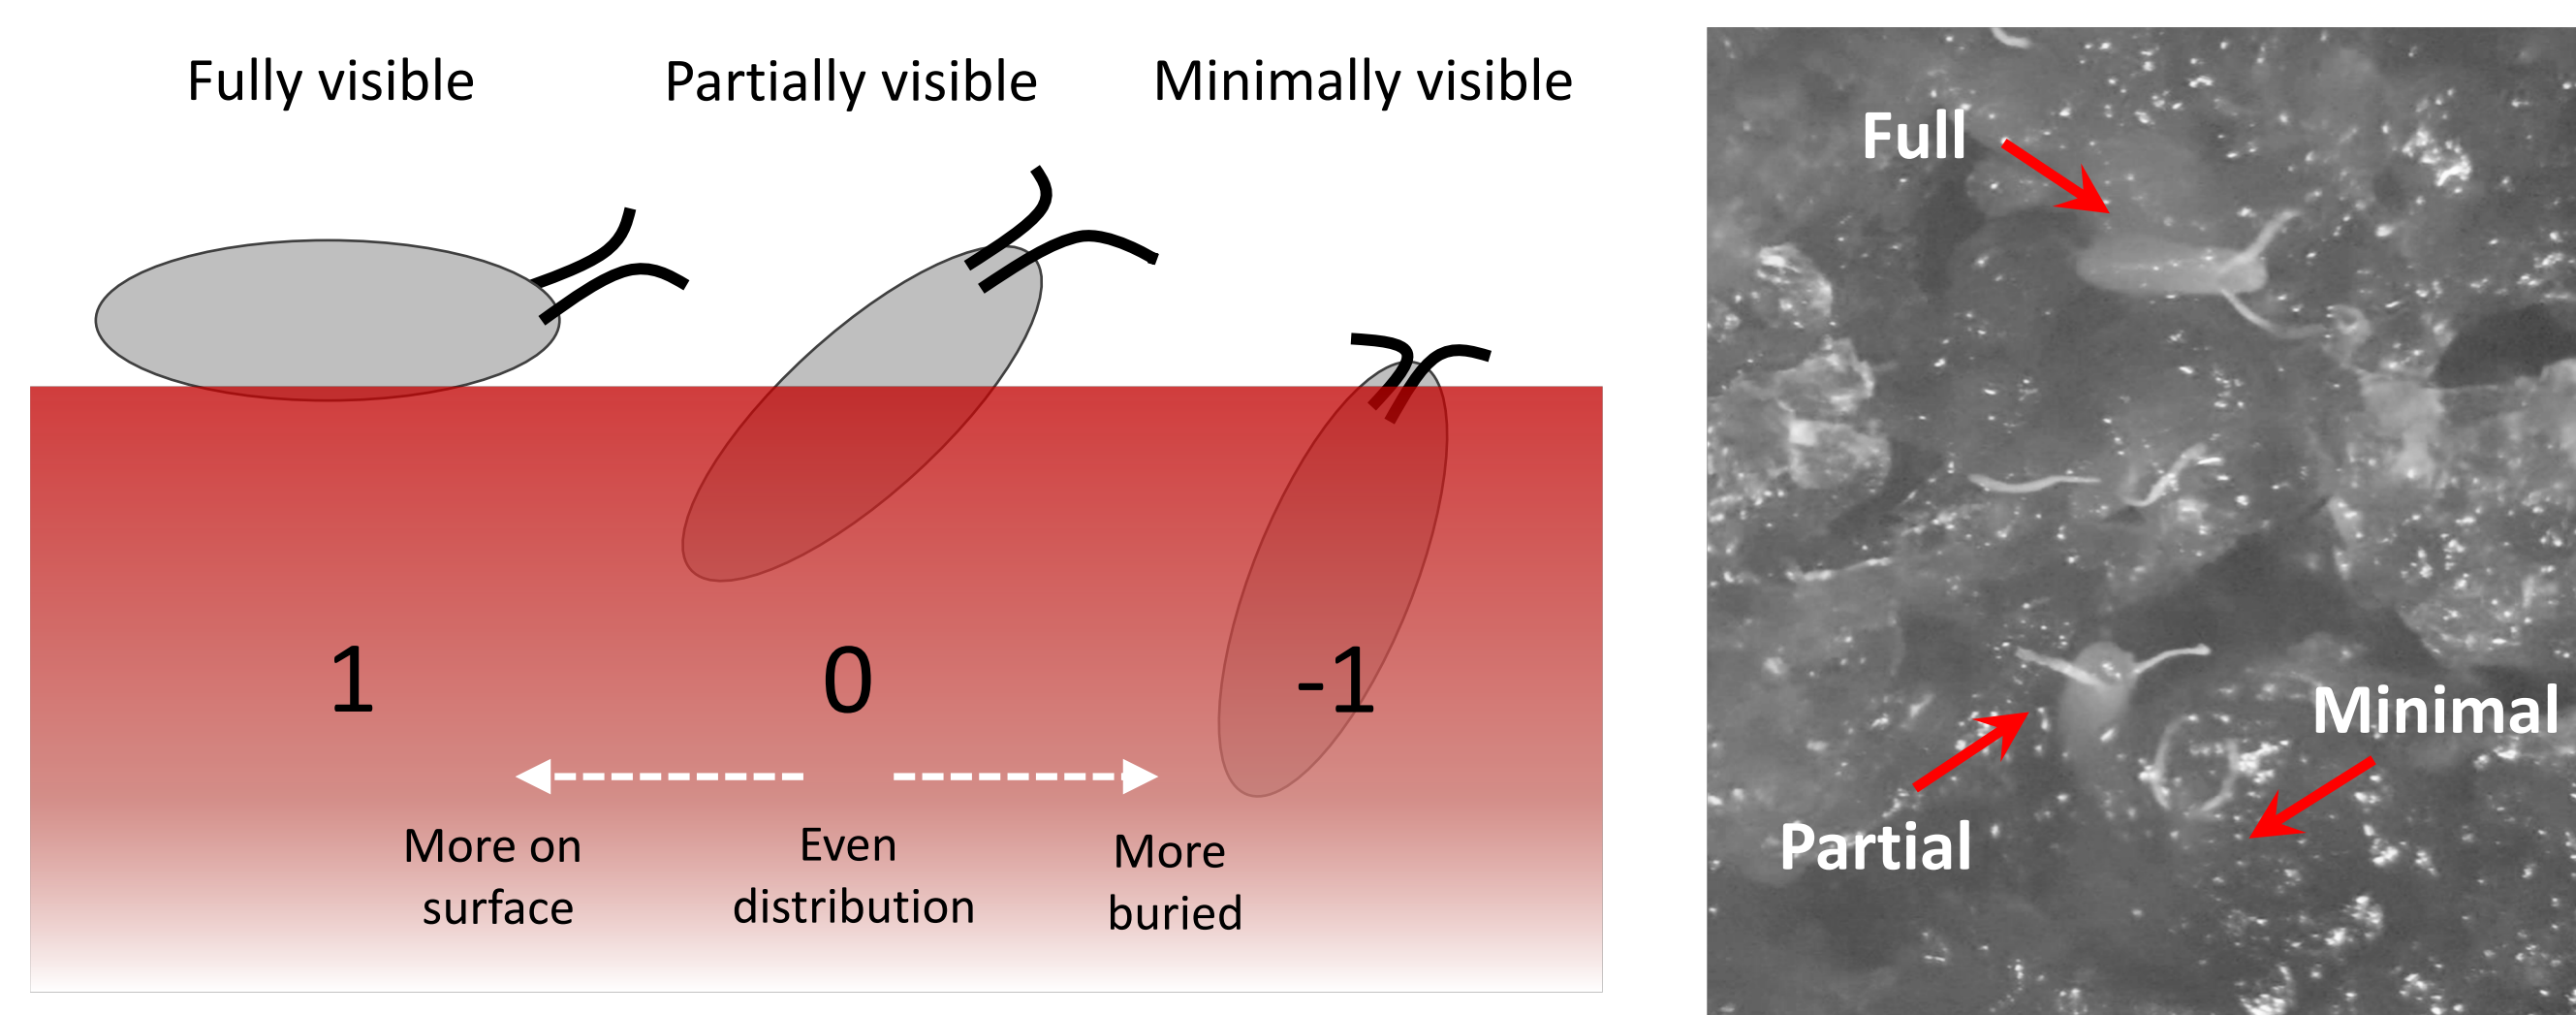 Fully visible
Partially visible
Minimally visible
1
0
-1
More on
surface
Even
distribution
More
buried
Full
Partial
Minimal